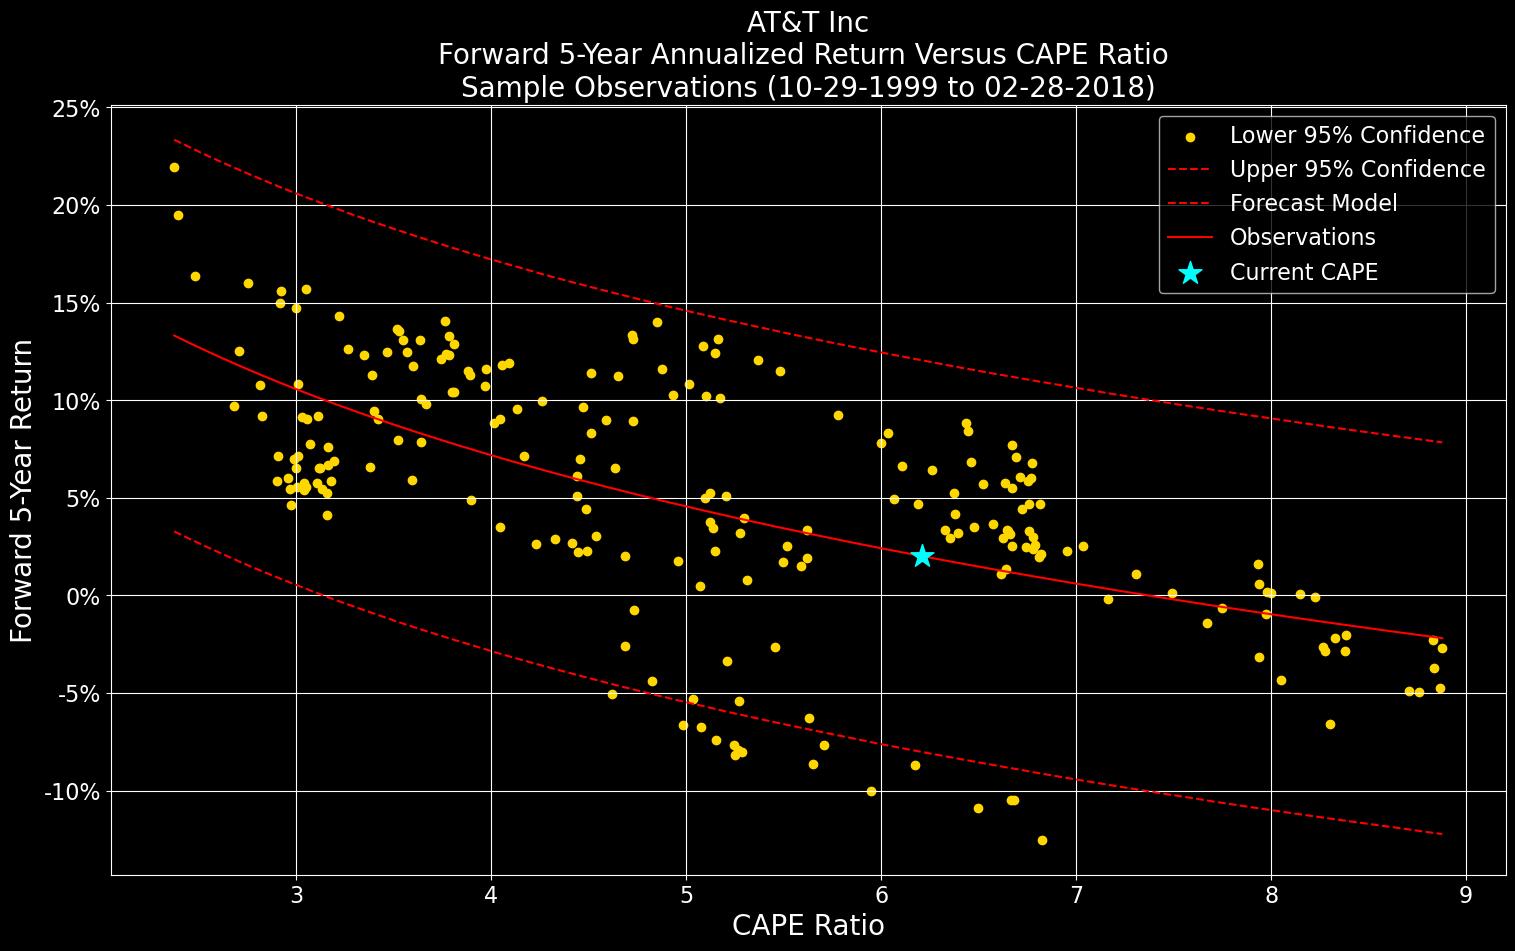 AT&T Inc
Forward 5-Year Annualized Return Versus CAPE Ratio
Sample Observations (10-29-1999 to 02-28-2018)
25%
20%
15%
10%
5%
0%
-5%
-10%
Forward 5-Year Return
Lower 95% Confidence
Upper 95% Confidence
Forecast Model
Observations
Current CAPE
3
4
5
6
7
8
9
CAPE Ratio